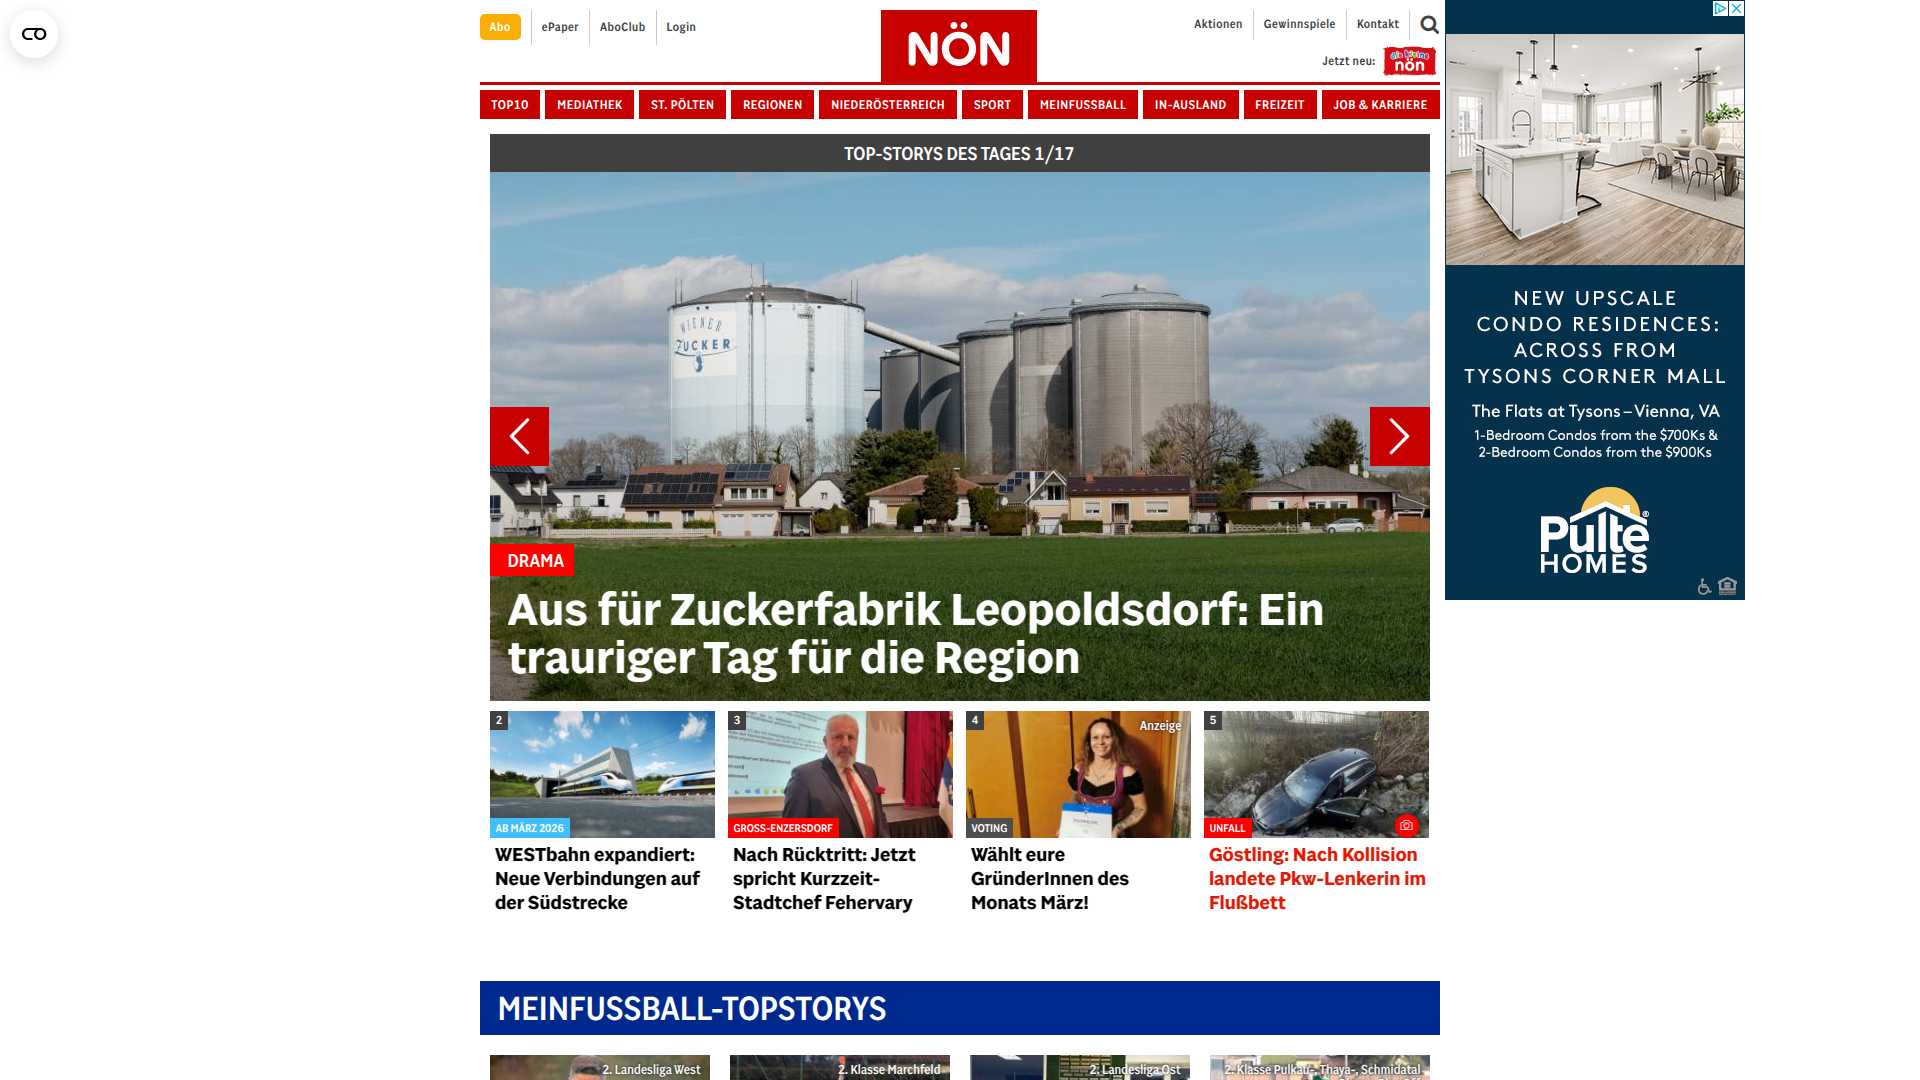 Abo
ePaper
AboClub
Login
NÖN
Aktionen
Gewinnspiele
Kontakt
Jetzt neu:
die kleine
nön
TOP10
MEDIATHEK
ST. PÖLTEN
REGIONEN
NIEDERÖSTERREICH
SPORT
MEINFUSSBALL
IN-AUSLAND
FREIZEIT
JOB & KARRIERE
TOP-STORYS DES TAGES 1/17
WIENER
ZUCKER
DRAMA
Aus für Zuckerfabrik Leopoldsdorf: Ein
trauriger Tag für die Region
2
AB MÄRZ 2026
WESTbahn expandiert:
Neue Verbindungen auf
der Südstrecke
3
GROSS-ENZERSDORF
Nach Rücktritt: Jetzt
spricht Kurzzeit-
Stadtchef Fehervary
4
Anzeige
VOTING
Wählt eure
GründerInnen des
Monats März!
5
UNFALL
Göstling: Nach Kollision
landete Pkw-Lenkerin im
Flußbett
NEW UPSCALE
CONDO RESIDENCES:
ACROSS FROM
TYSONS CORNER MALL
The Flats at Tysons – Vienna, VA
1-Bedroom Condos from the $700Ks &
2-Bedroom Condos from the $900Ks
Pulte®
HOMES
MEINFUSSBALL-TOPSTORYS
2. Landesliga West
2. Klasse Marchfeld
2. Landesliga Ost
2. Klasse Pulkau-, Thaya-, Schmidatal